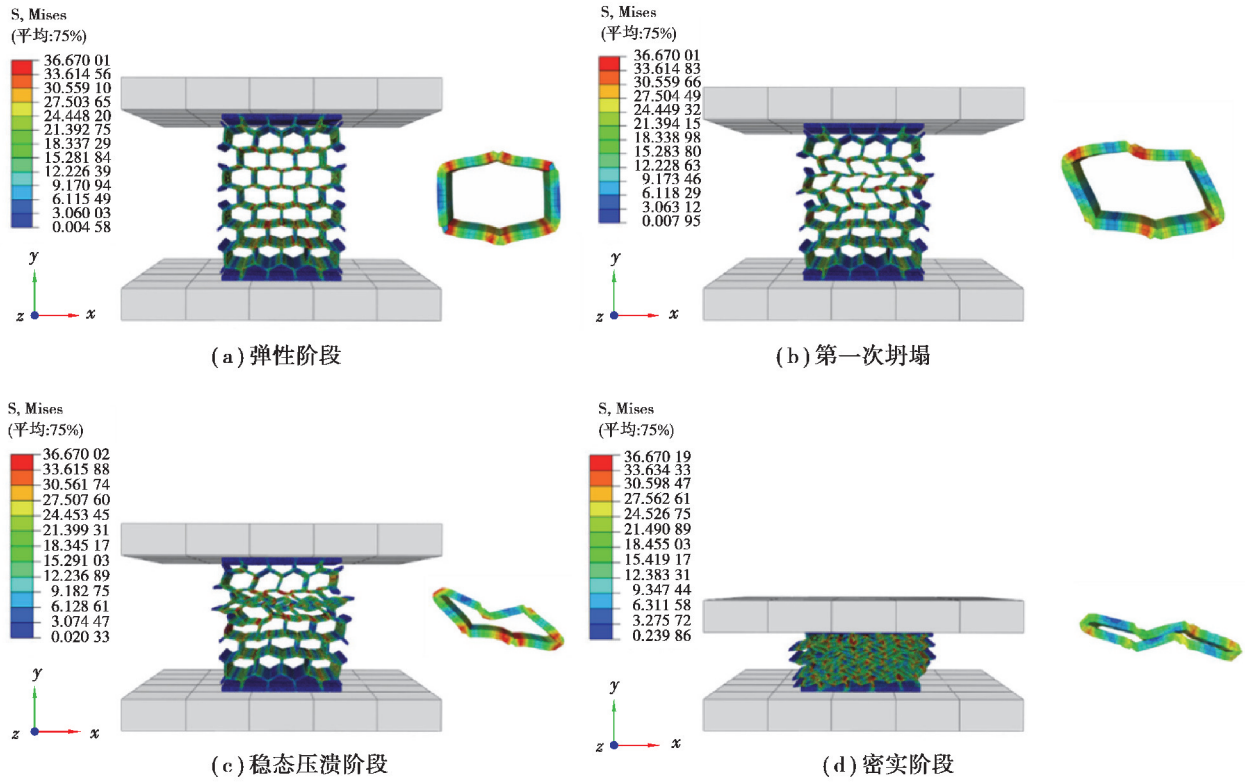 S, Mises
(平均:75%)
36.670 01
33.614 56
30.559 10
27.503 65
24.448 20
21.392 75
18.337 29
15.281 84
12.226 39
9.170 94
6.115 49
3.060 03
0.004 58
y
z
x
(a)弹性阶段
S, Mises
(平均:75%)
36.670 01
33.614 83
30.559 66
27.504 49
24.449 32
21.394 15
18.338 98
15.283 80
12.228 63
9.173 46
6.118 29
3.063 12
0.007 95
y
z
x
(b)第一次坍塌
S, Mises
(平均:75%)
36.670 02
33.615 88
30.561 74
27.507 60
24.453 45
21.399 31
18.345 17
15.291 03
12.236 89
9.182 75
6.128 61
3.074 47
0.020 33
y
z
x
(c)稳态压溃阶段
S, Mises
(平均:75%)
36.670 19
33.634 33
30.598 47
27.562 61
24.526 75
21.490 89
18.455 03
15.419 17
12.383 31
9.347 44
6.311 58
3.275 72
0.239 86
y
z
x
(d)密实阶段